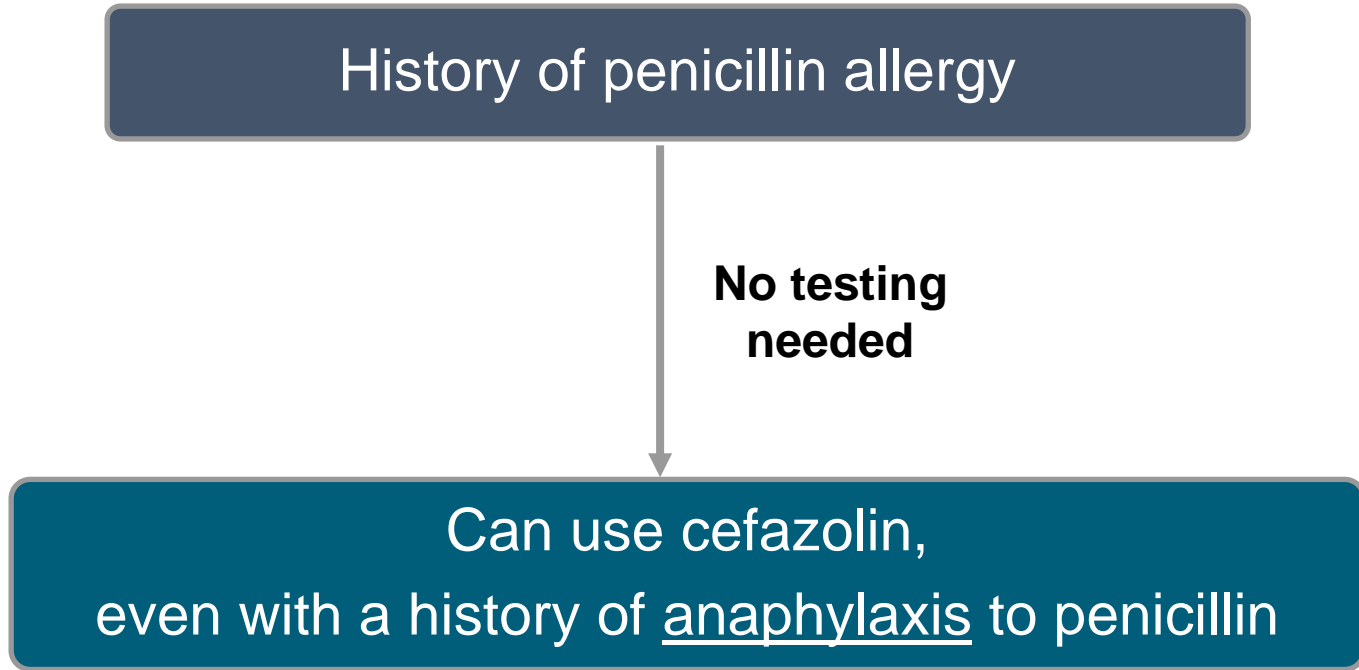 History of penicillin allergy
No testing
needed
Can use cefazolin,
even with a history of anaphylaxis to penicillin